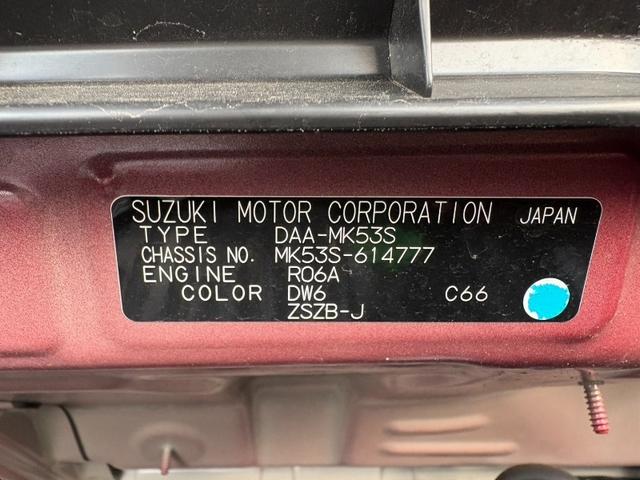 SUZUKI MOTOR CORPORATION JAPAN
TYPE DAA-MK53S
CHASSIS NO. MK53S-614777
ENGINE R06A
COLOR DW6 C66
ZSZB-J